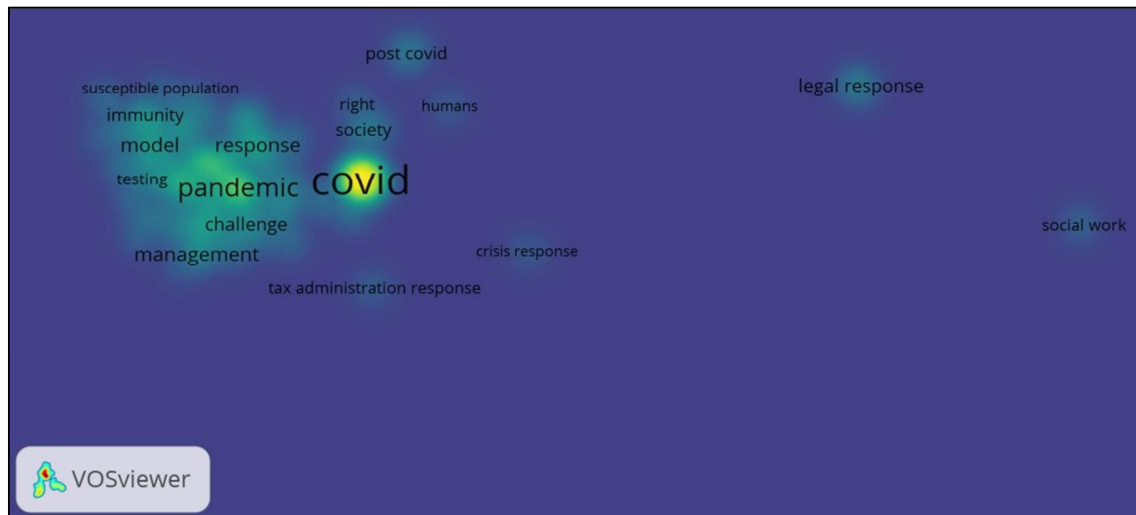 post covid
susceptible population
legal response
right
humans
immunity
society
model
response
testing
pandemic
covid
challenge
social work
management
crisis response
tax administration response
VOSviewer